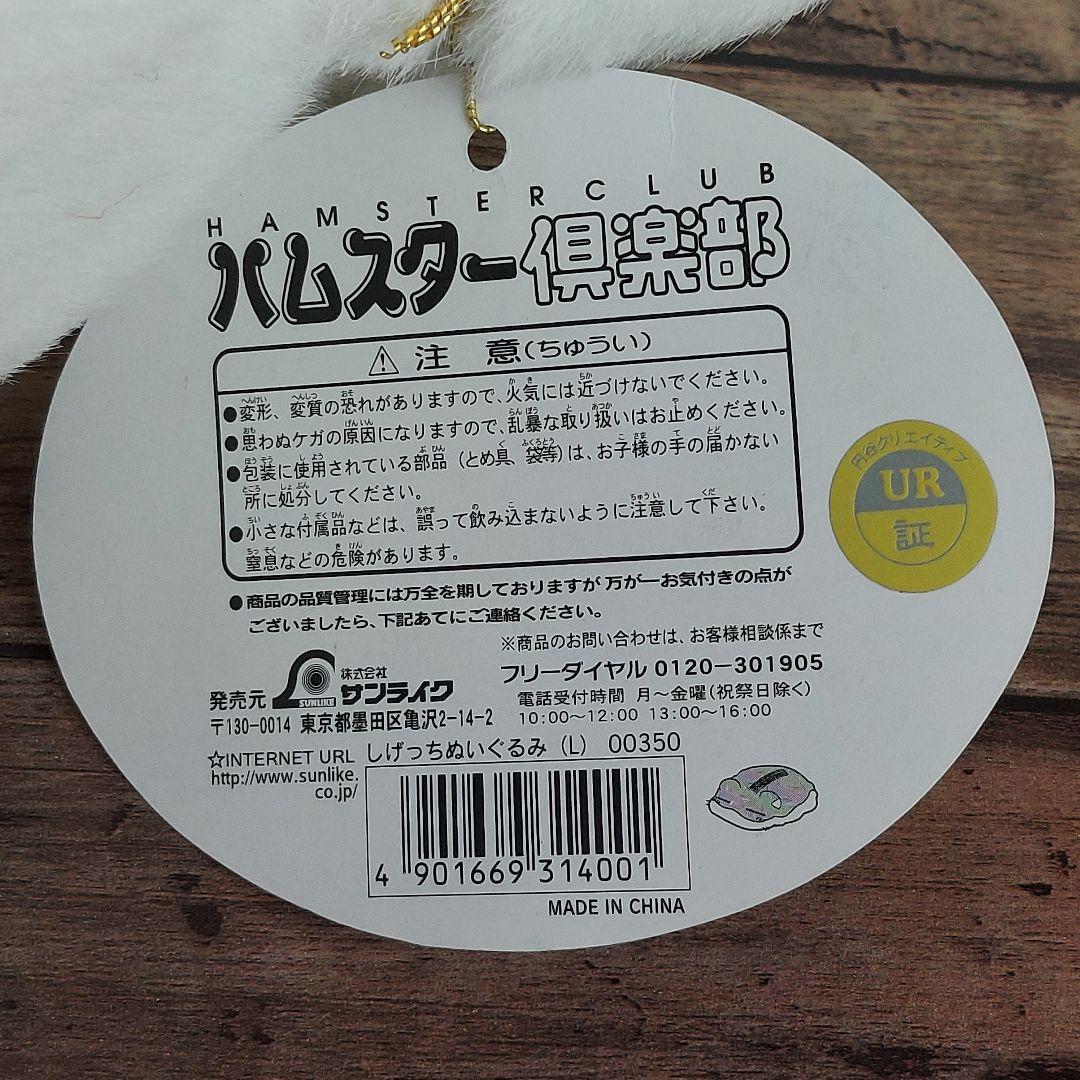 HAMSTER CLUB
ハムスター倶楽部
⚠ 注 意(ちゅうい)
●変形、変質の恐れがありますので、火気には近づけないでください。
●思わぬケガの原因になりますので、乱暴な取り扱いはお止めください。
●包装に使用されている部品(とめ具、袋等)は、お子様の手の届かない
所に処分してください。
●小さな付属品などは、誤って飲み込まないように注意して下さい。
窒息などの危険があります。
●商品の品質管理には万全を期しておりますが 万が一お気付きの点が
ございましたら、下記あてにご連絡ください。
※商品のお問い合わせは、お客様相談係まで
フリーダイヤル 0120-301905
電話受付時間 月〜金曜(祝祭日除く)
10:00〜12:00 13:00〜16:00
発売元 SUNLIKE 株式会社 サンライク
〒130-0014 東京都墨田区亀沢2-14-2
☆INTERNET URL
http://www.sunlike.
co.jp/
しげっちぬいぐるみ(L) 00350
4 901669 314001
MADE IN CHINA
円谷クリエイティブ
UR
証